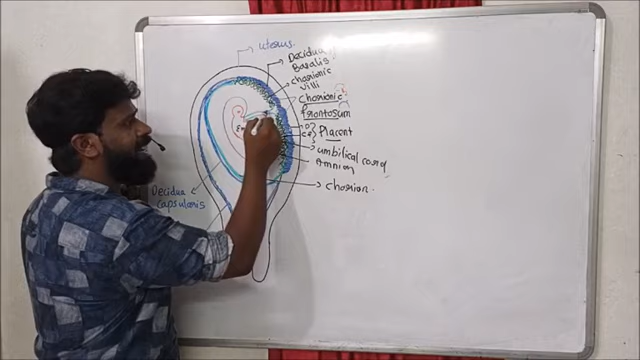 uterus.
Decidua
Basalis
chorionic
villi
chorionic
frontosum
Placent
umbilical cord
Amnion
chorion.
Decidua
capsularis